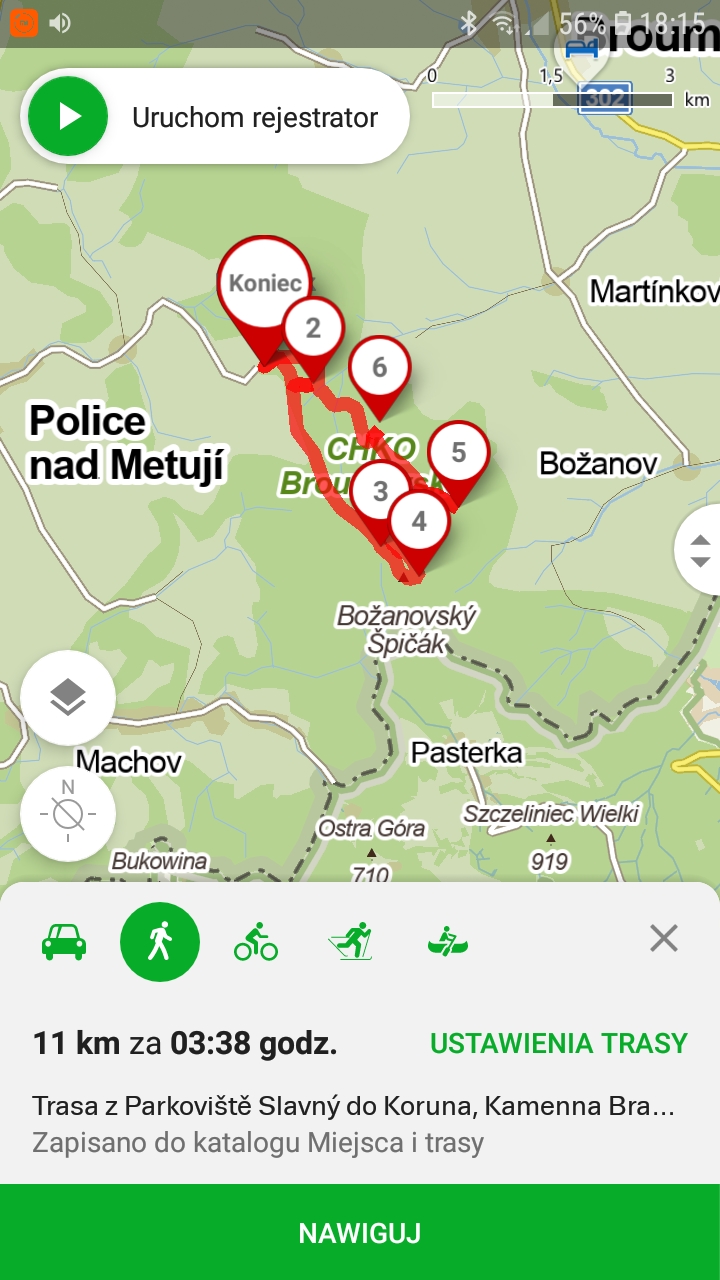 56% 18:15
roum
0 1,5 3
302
km
Uruchom rejestrator
Koniec
Martínkov
2
6
Police
nad Metují
CHKO
5
Božanov
Brou
3
4
Božanovský
Špičák
Machov
Pasterka
N
Ostra Góra
710
Szczeliniec Wielki
919
Bukowina
11 km za 03:38 godz.
USTAWIENIA TRASY
Trasa z Parkoviště Slavný do Koruna, Kamenna Bra...
Zapisano do katalogu Miejsca i trasy
NAWIGUJ